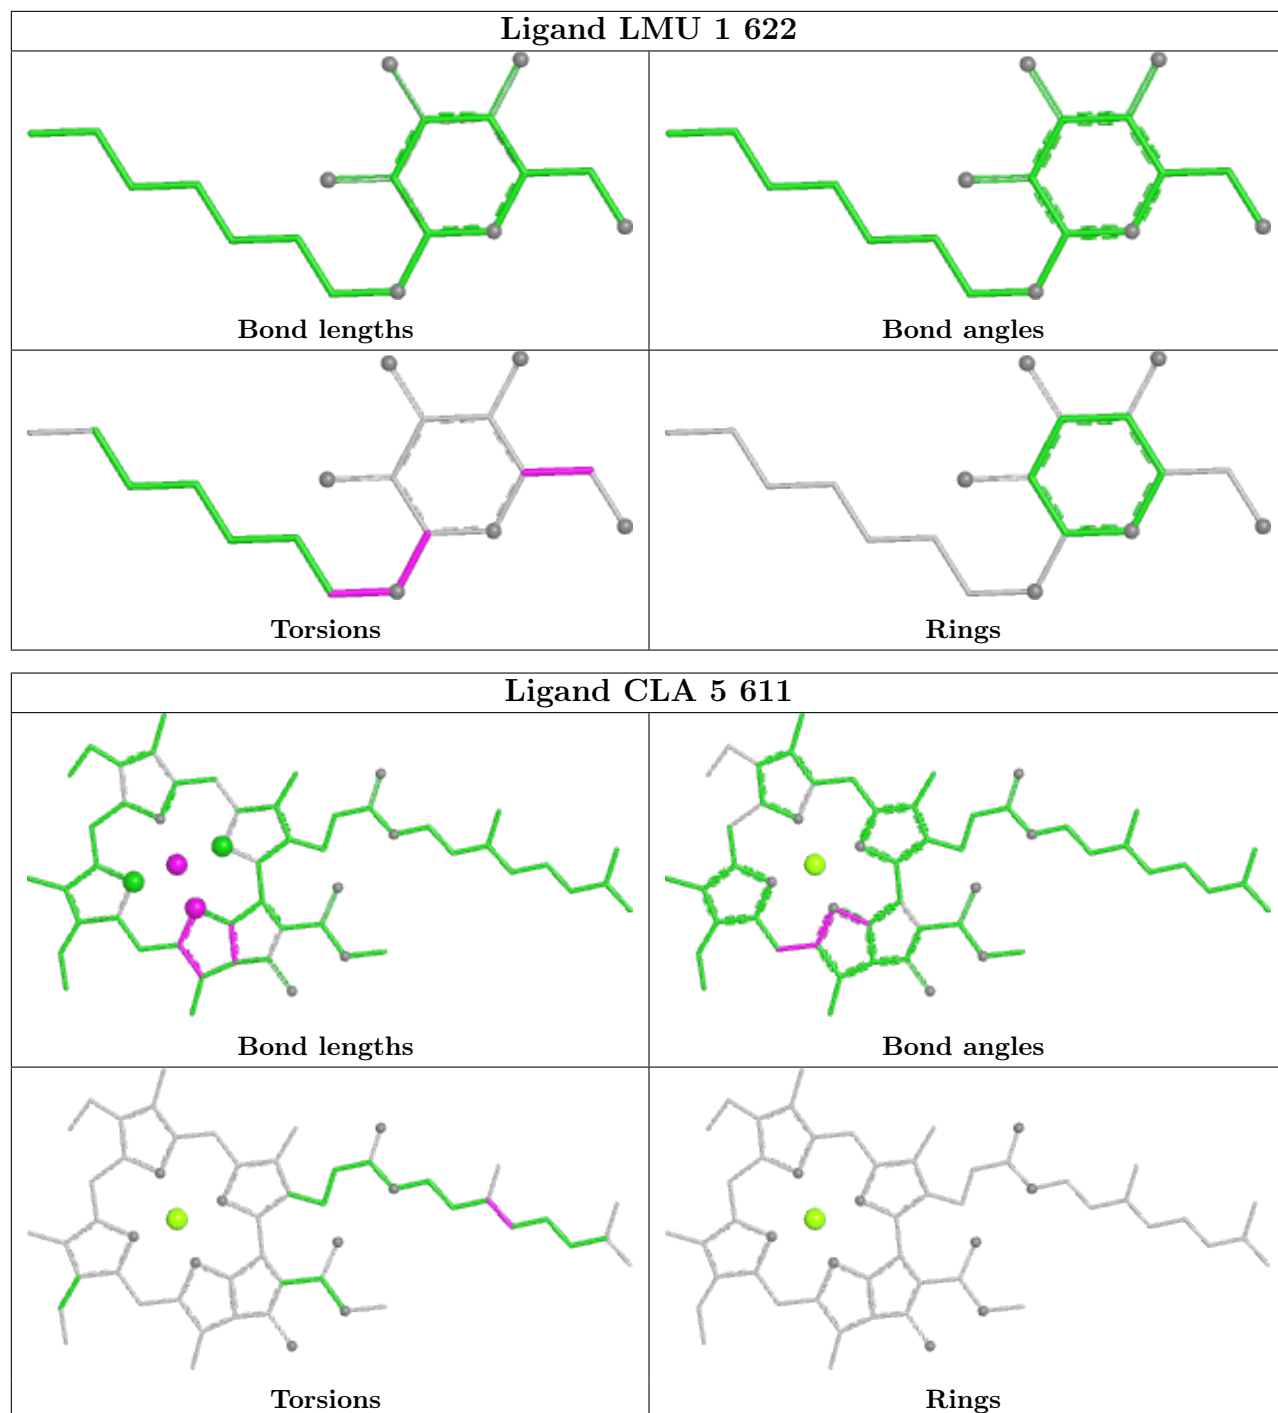 Ligand LMU 1 622
Bond lengths
Bond angles
Torsions
Rings
Ligand CLA 5 611
Bond lengths
Bond angles
Torsions
Rings